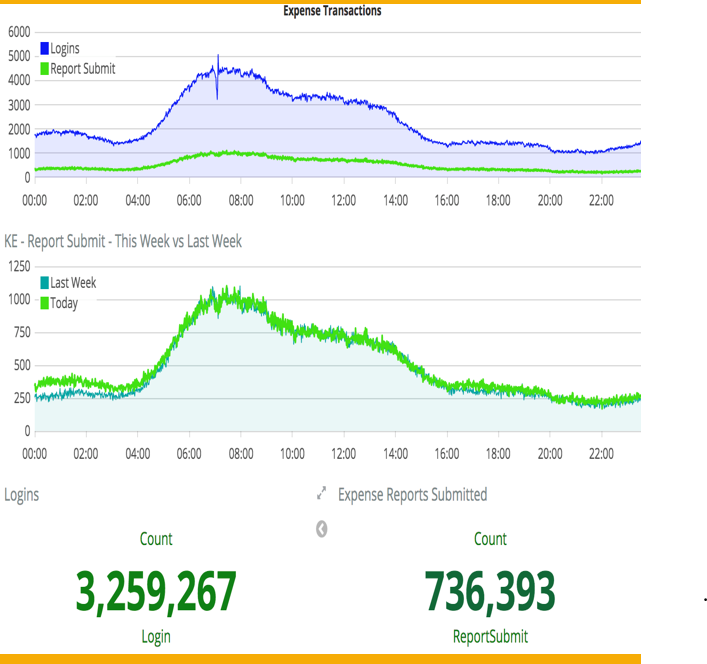 Expense Transactions
6000
5000
4000
3000
2000
1000
0
Logins
Report Submit
00:00 02:00 04:00 06:00 08:00 10:00 12:00 14:00 16:00 18:00 20:00 22:00
KE - Report Submit - This Week vs Last Week
1250
1000
750
500
250
0
Last Week
Today
00:00 02:00 04:00 06:00 08:00 10:00 12:00 14:00 16:00 18:00 20:00 22:00
Logins Expense Reports Submitted
Count Count
3,259,267 736,393
Login ReportSubmit
.